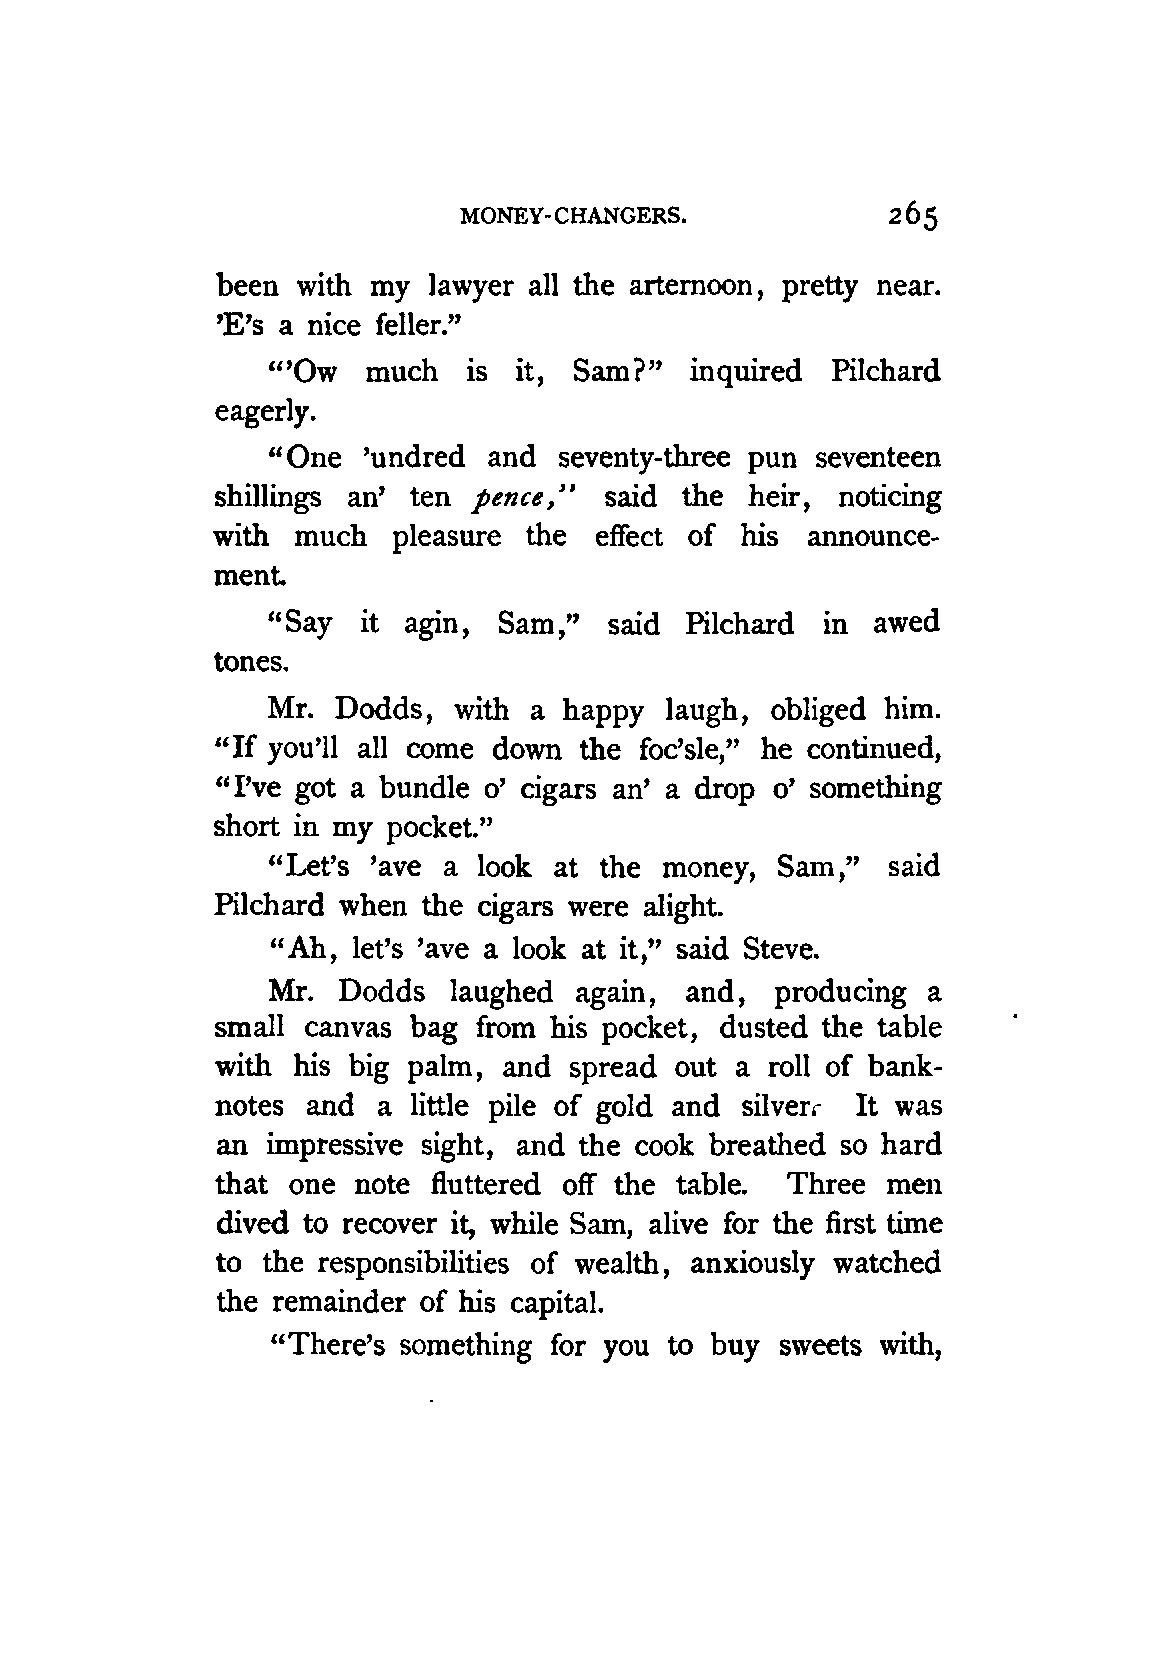 MONEY-CHANGERS. 265
been with my lawyer all the arternoon, pretty near.
’E’s a nice feller.”
“’Ow much is it, Sam?” inquired Pilchard
eagerly.
“One ’undred and seventy-three pun seventeen
shillings an’ ten pence,” said the heir, noticing
with much pleasure the effect of his announce-
ment.
“Say it agin, Sam,” said Pilchard in awed
tones.
Mr. Dodds, with a happy laugh, obliged him.
“If you’ll all come down the foc’sle,” he continued,
“I’ve got a bundle o’ cigars an’ a drop o’ something
short in my pocket.”
“Let’s ’ave a look at the money, Sam,” said
Pilchard when the cigars were alight.
“Ah, let’s ’ave a look at it,” said Steve.
Mr. Dodds laughed again, and, producing a
small canvas bag from his pocket, dusted the table
with his big palm, and spread out a roll of bank-
notes and a little pile of gold and silver. It was
an impressive sight, and the cook breathed so hard
that one note fluttered off the table. Three men
dived to recover it, while Sam, alive for the first time
to the responsibilities of wealth, anxiously watched
the remainder of his capital.
“There’s something for you to buy sweets with,